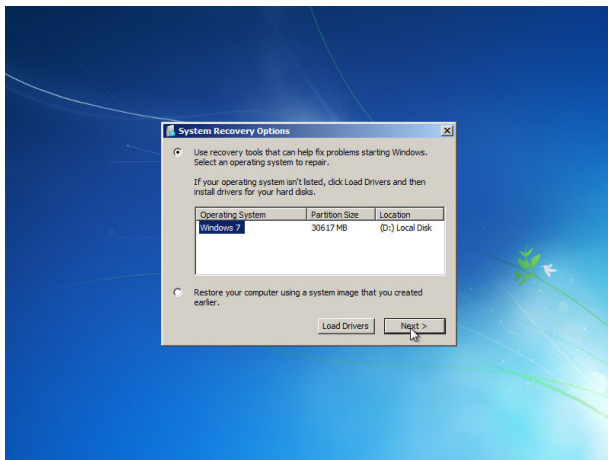 System Recovery Options
Use recovery tools that can help fix problems starting Windows.
Select an operating system to repair.
If your operating system isn't listed, click Load Drivers and then
install drivers for your hard disks.
Operating System Partition Size Location
Windows 7 30617 MB (D:) Local Disk
Restore your computer using a system image that you created
earlier.
Load Drivers Next >